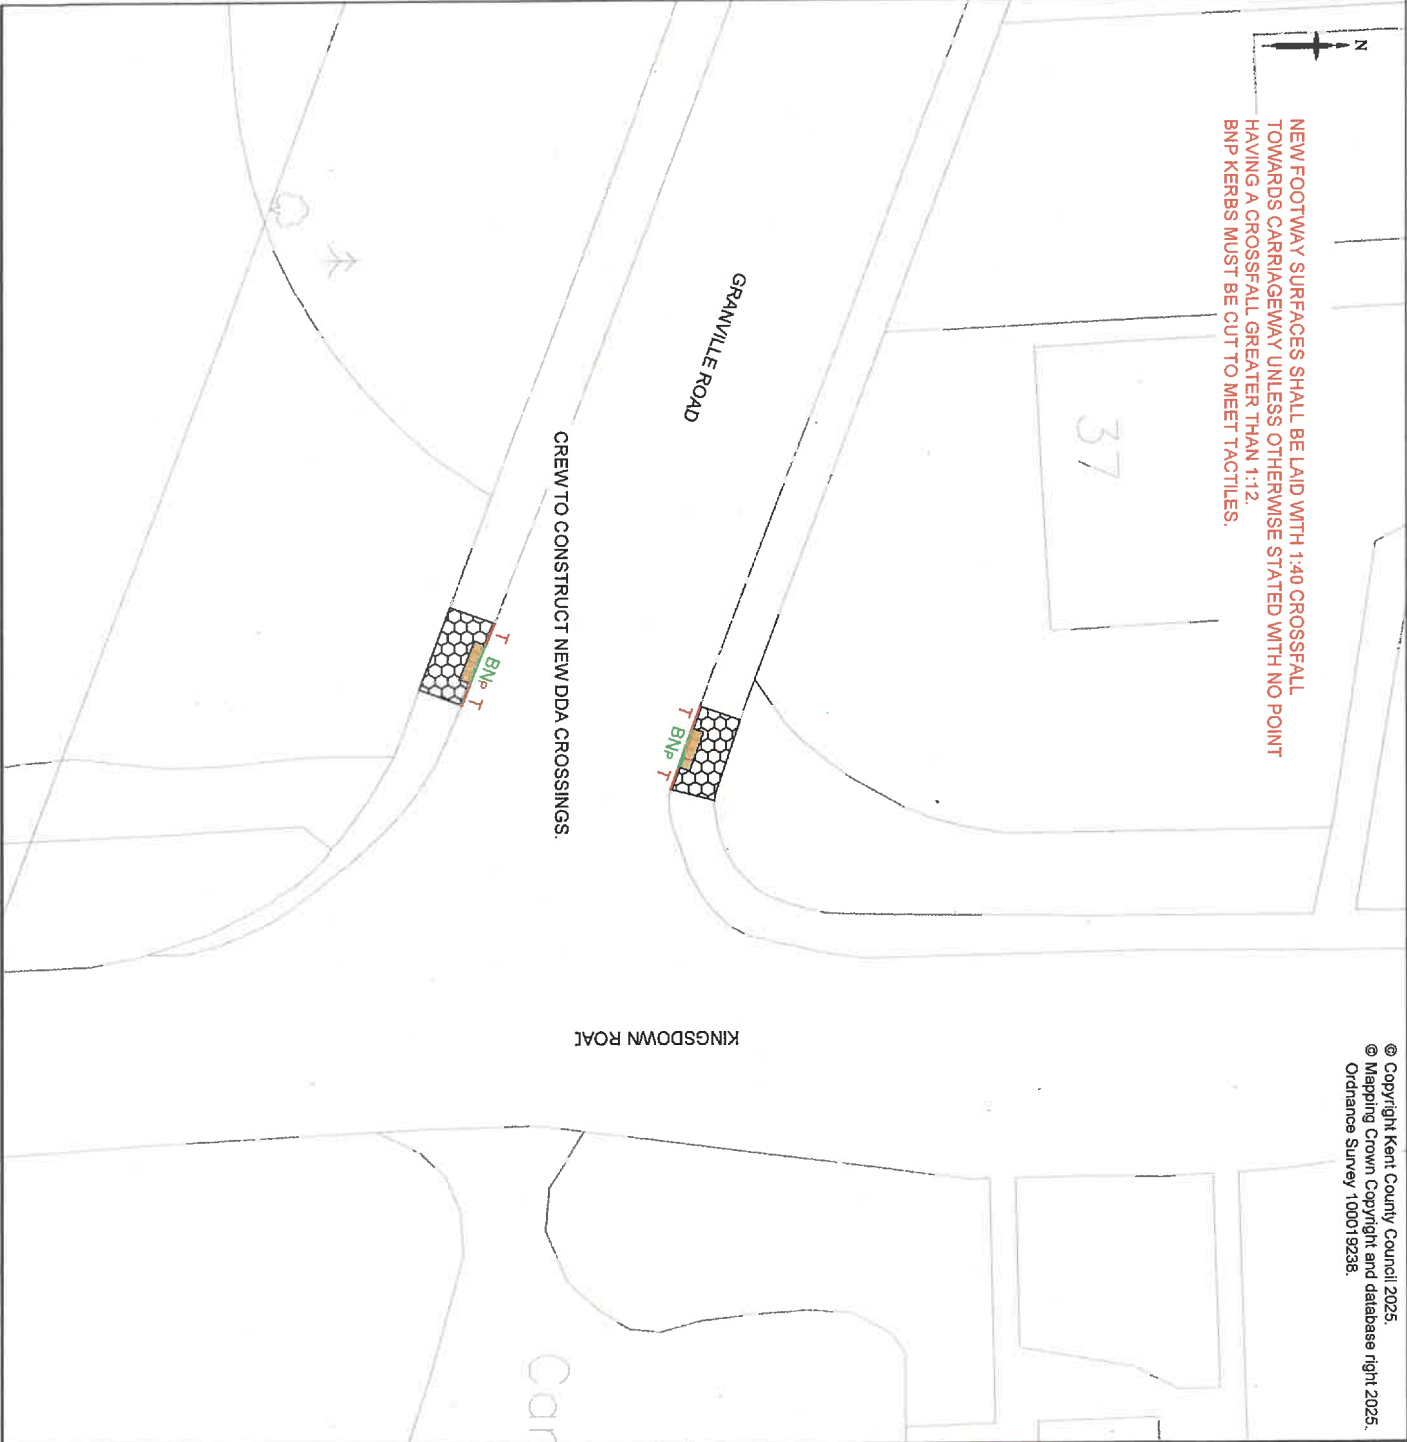 N
NEW FOOTWAY SURFACES SHALL BE LAID WITH 1:40 CROSSFALL
TOWARDS CARRIAGEWAY UNLESS OTHERWISE STATED WITH NO POINT
HAVING A CROSSFALL GREATER THAN 1:12.
BNP KERBS MUST BE CUT TO MEET TACTILES.
© Copyright Kent County Council 2025.
© Mapping Crown Copyright and database right 2025.
Ordnance Survey 100019238.
37
GRANVILLE ROAD
T
BNP
T
CREW TO CONSTRUCT NEW DDA CROSSINGS.
T
BNP
T
KINGSDOWN ROAD
Car